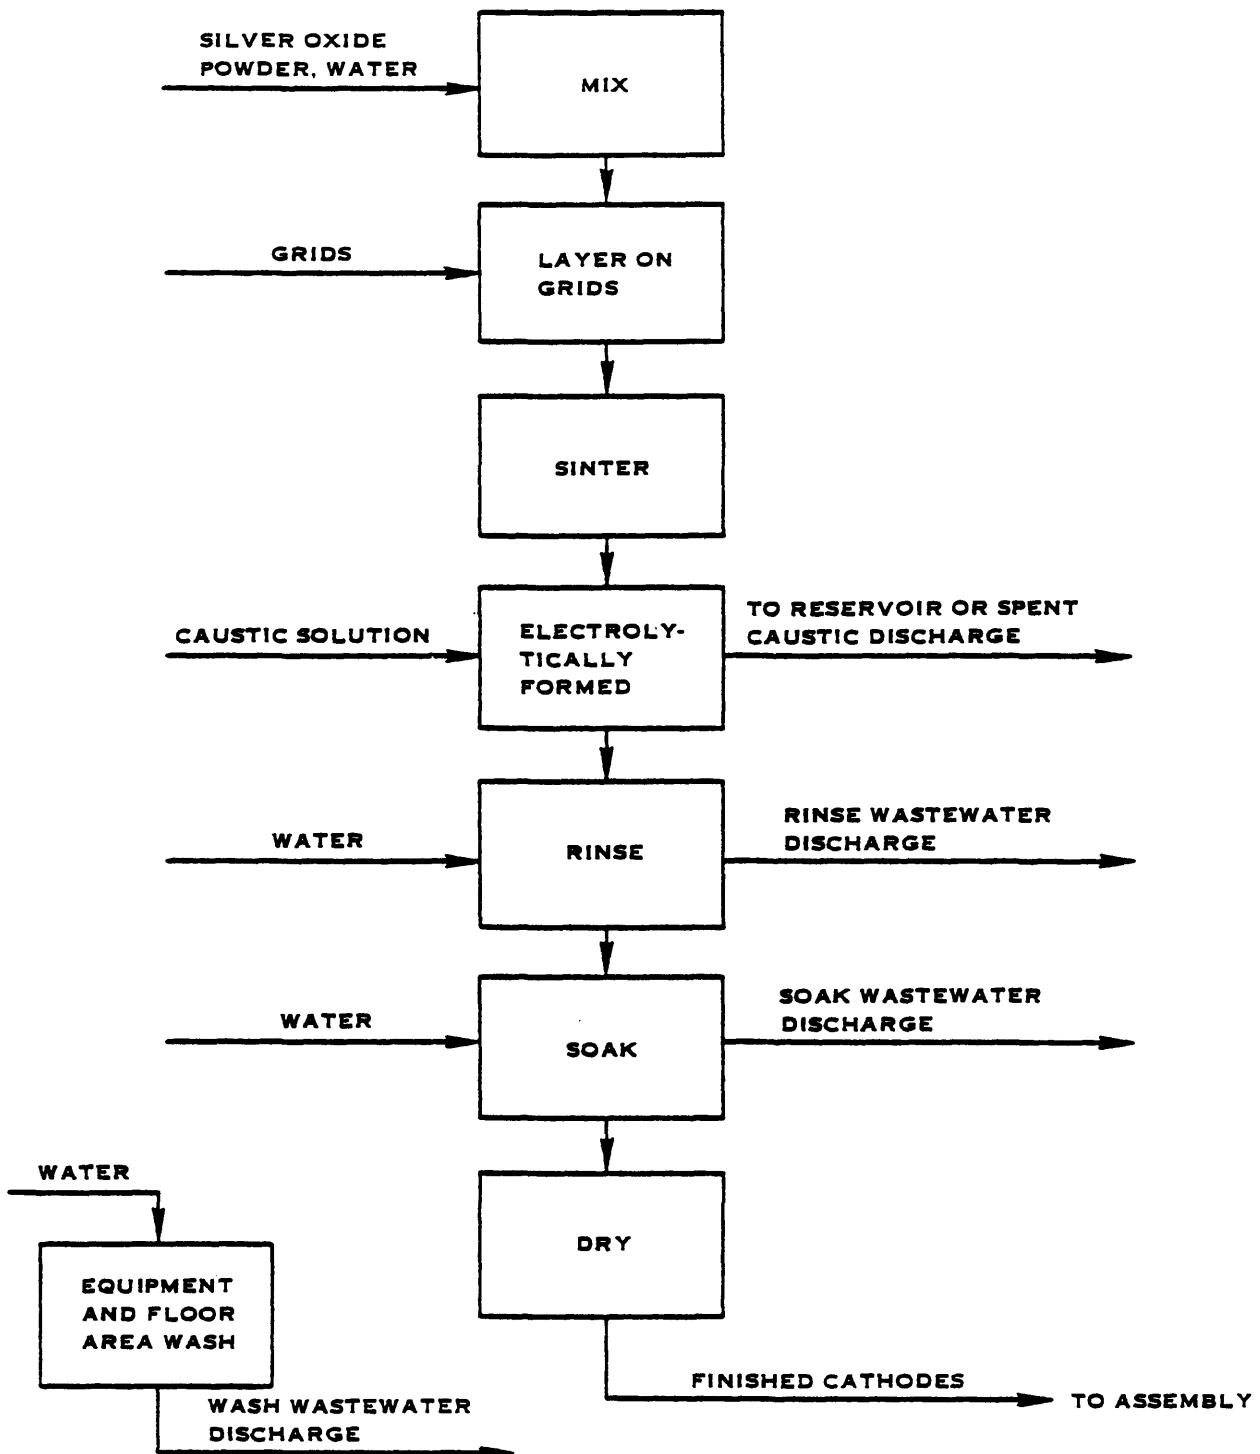 SILVER OXIDE
POWDER, WATER
MIX
GRIDS
LAYER ON
GRIDS
SINTER
CAUSTIC SOLUTION
ELECTROLY-
TICALLY
FORMED
TO RESERVOIR OR SPENT
CAUSTIC DISCHARGE
WATER
RINSE
RINSE WASTEWATER
DISCHARGE
WATER
SOAK
SOAK WASTEWATER
DISCHARGE
WATER
DRY
EQUIPMENT
AND FLOOR
AREA WASH
FINISHED CATHODES
TO ASSEMBLY
WASH WASTEWATER
DISCHARGE